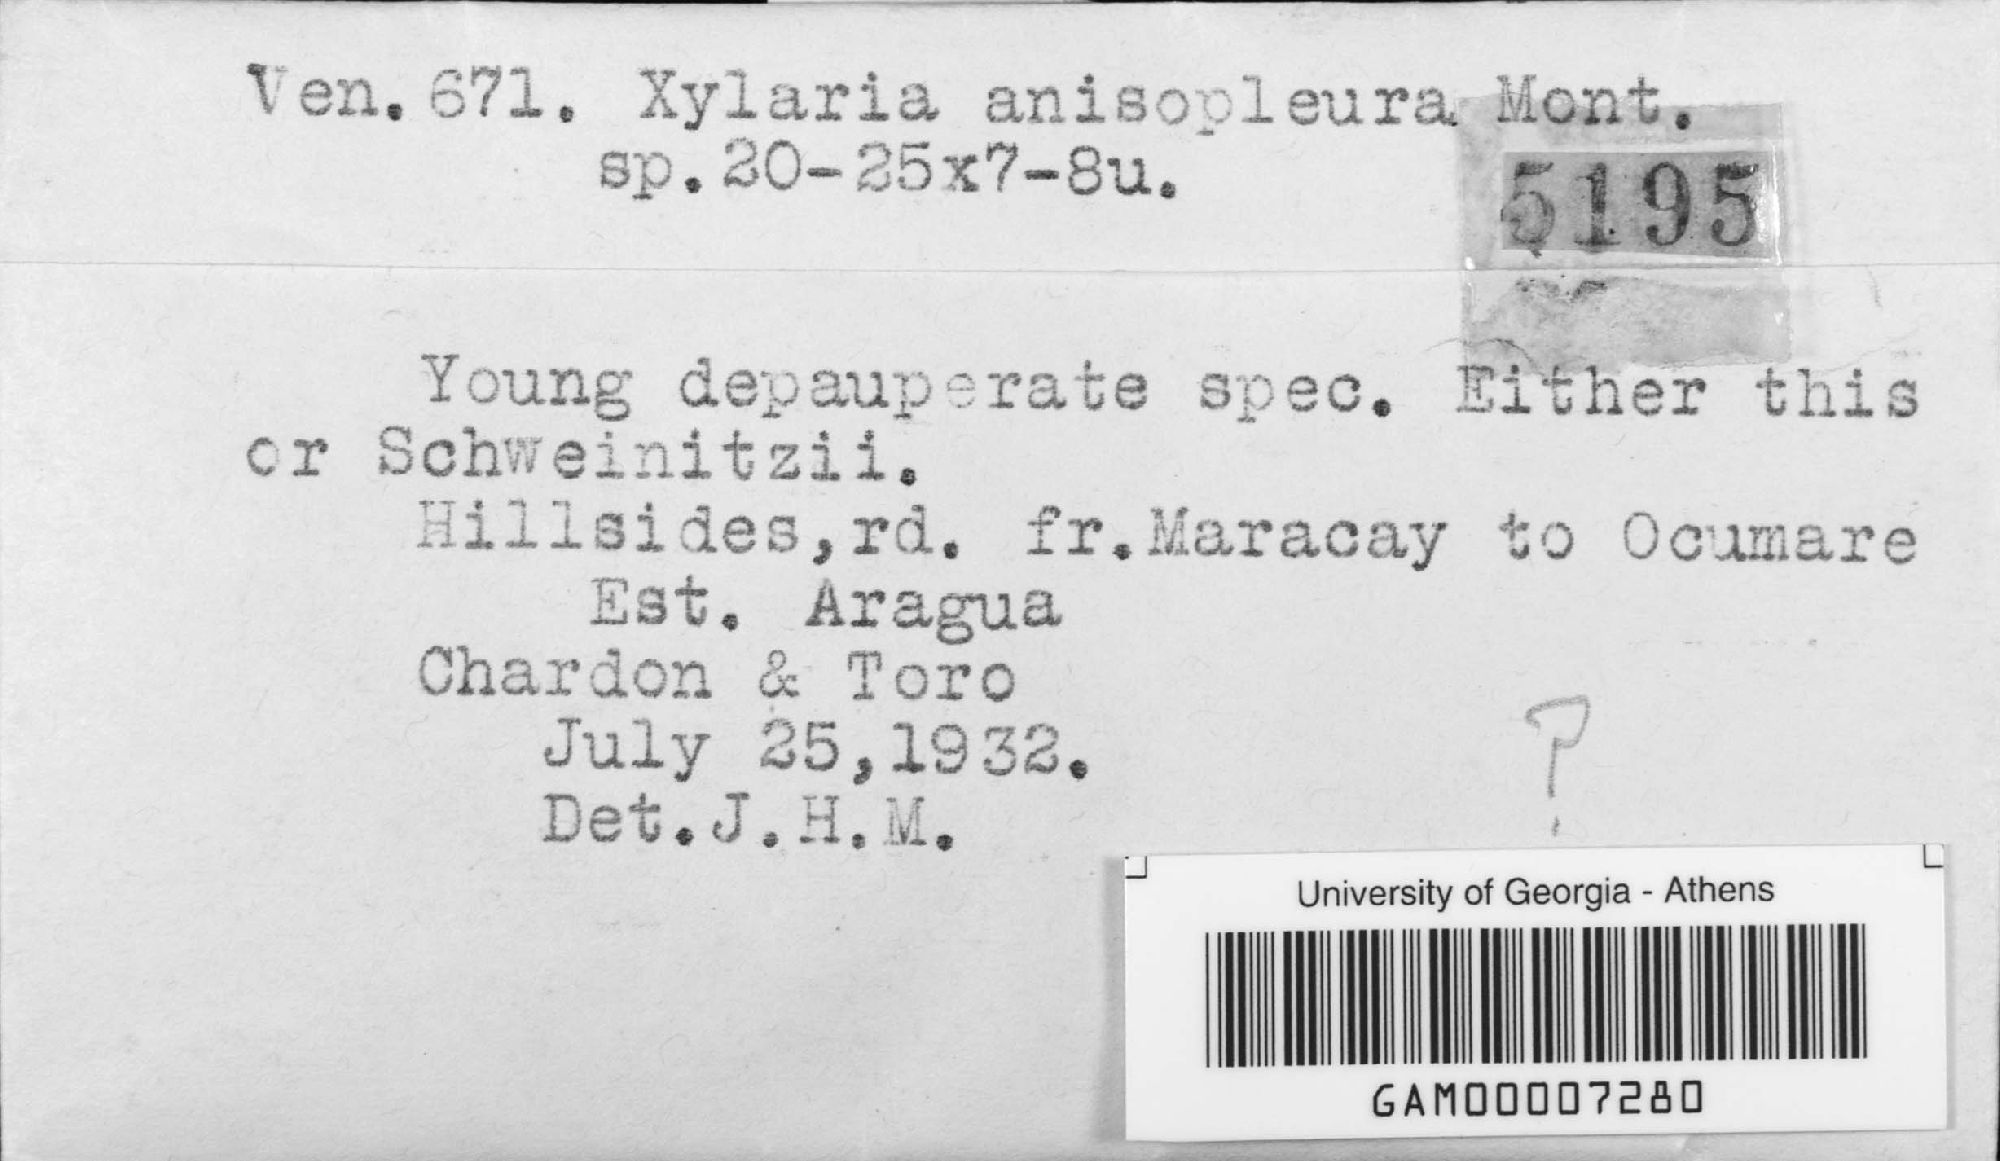 Ven. 671. Xylaria anisopleura Mont.
sp. 20-25x7-8u.
5195
Young depauperate spec. Either this
or Schweinitzii.
Hillsides, rd. fr. Maracay to Ocumare
Est. Aragua
Chardon & Toro
July 25, 1932.
Det. J. H. M.
?
University of Georgia - Athens
GAM00007280